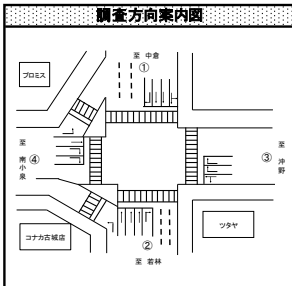 調査方向案内図
至 中倉
①
プロミス
至 南小泉
④
③
至 沖野
コナカ古城店
②
至 若林
ツタヤ